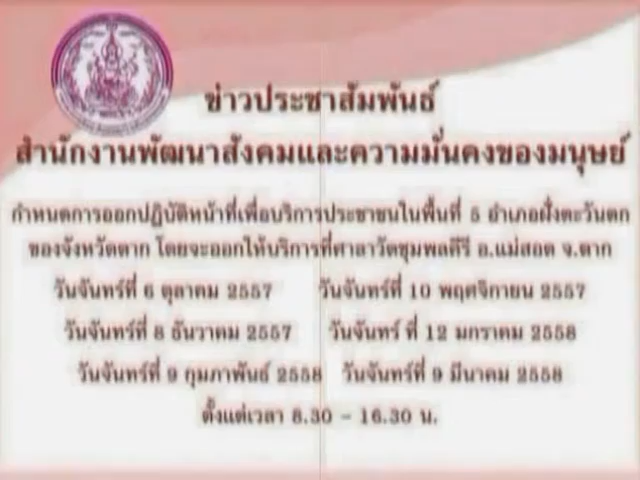 ข่าวประชาสัมพันธ์
สำนักงานพัฒนาสังคมและความมั่นคงของมนุษย์
กำหนดการออกปฏิบัติหน้าที่เพื่อบริการประชาชนในพื้นที่ 5 อำเภอฝั่งตะวันตก
ของจังหวัดตาก โดยจะออกให้บริการที่ศาลาวัดชุมพลคีรี อ.แม่สอด จ.ตาก
วันจันทร์ที่ 6 ตุลาคม 2557 วันจันทร์ที่ 10 พฤศจิกายน 2557
วันจันทร์ที่ 8 ธันวาคม 2557 วันจันทร์ ที่ 12 มกราคม 2558
วันจันทร์ที่ 9 กุมภาพันธ์ 2558 วันจันทร์ที่ 9 มีนาคม 2558
ตั้งแต่เวลา 8.30 - 16.30 น.